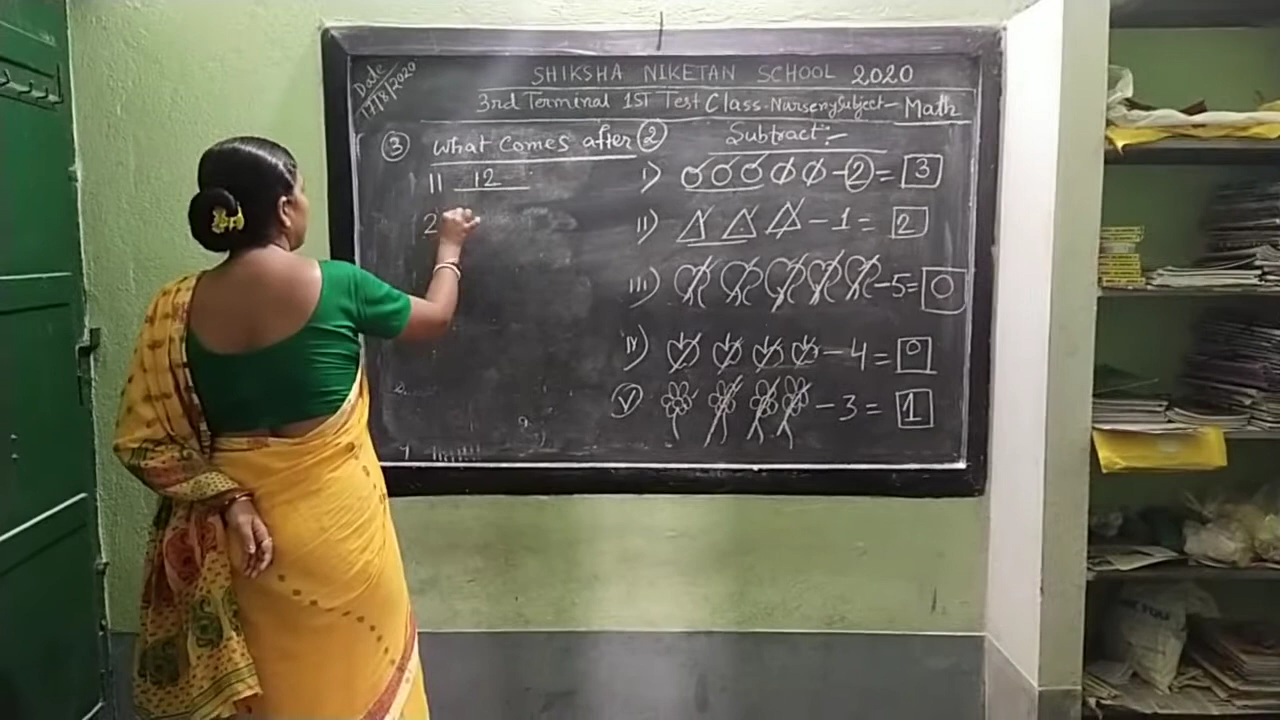 Date
17/8/2020
SHIKSHA NIKETAN SCHOOL 2020
3rd Terminal 1ST Test Class-Nursery Subject- Math
③ What comes after
11 12
2
② Subtract:-
i) - 2 = 3
ii) - 1 = 2
iii) - 5 = 0
iv) - 4 = 0
v) - 3 = 1